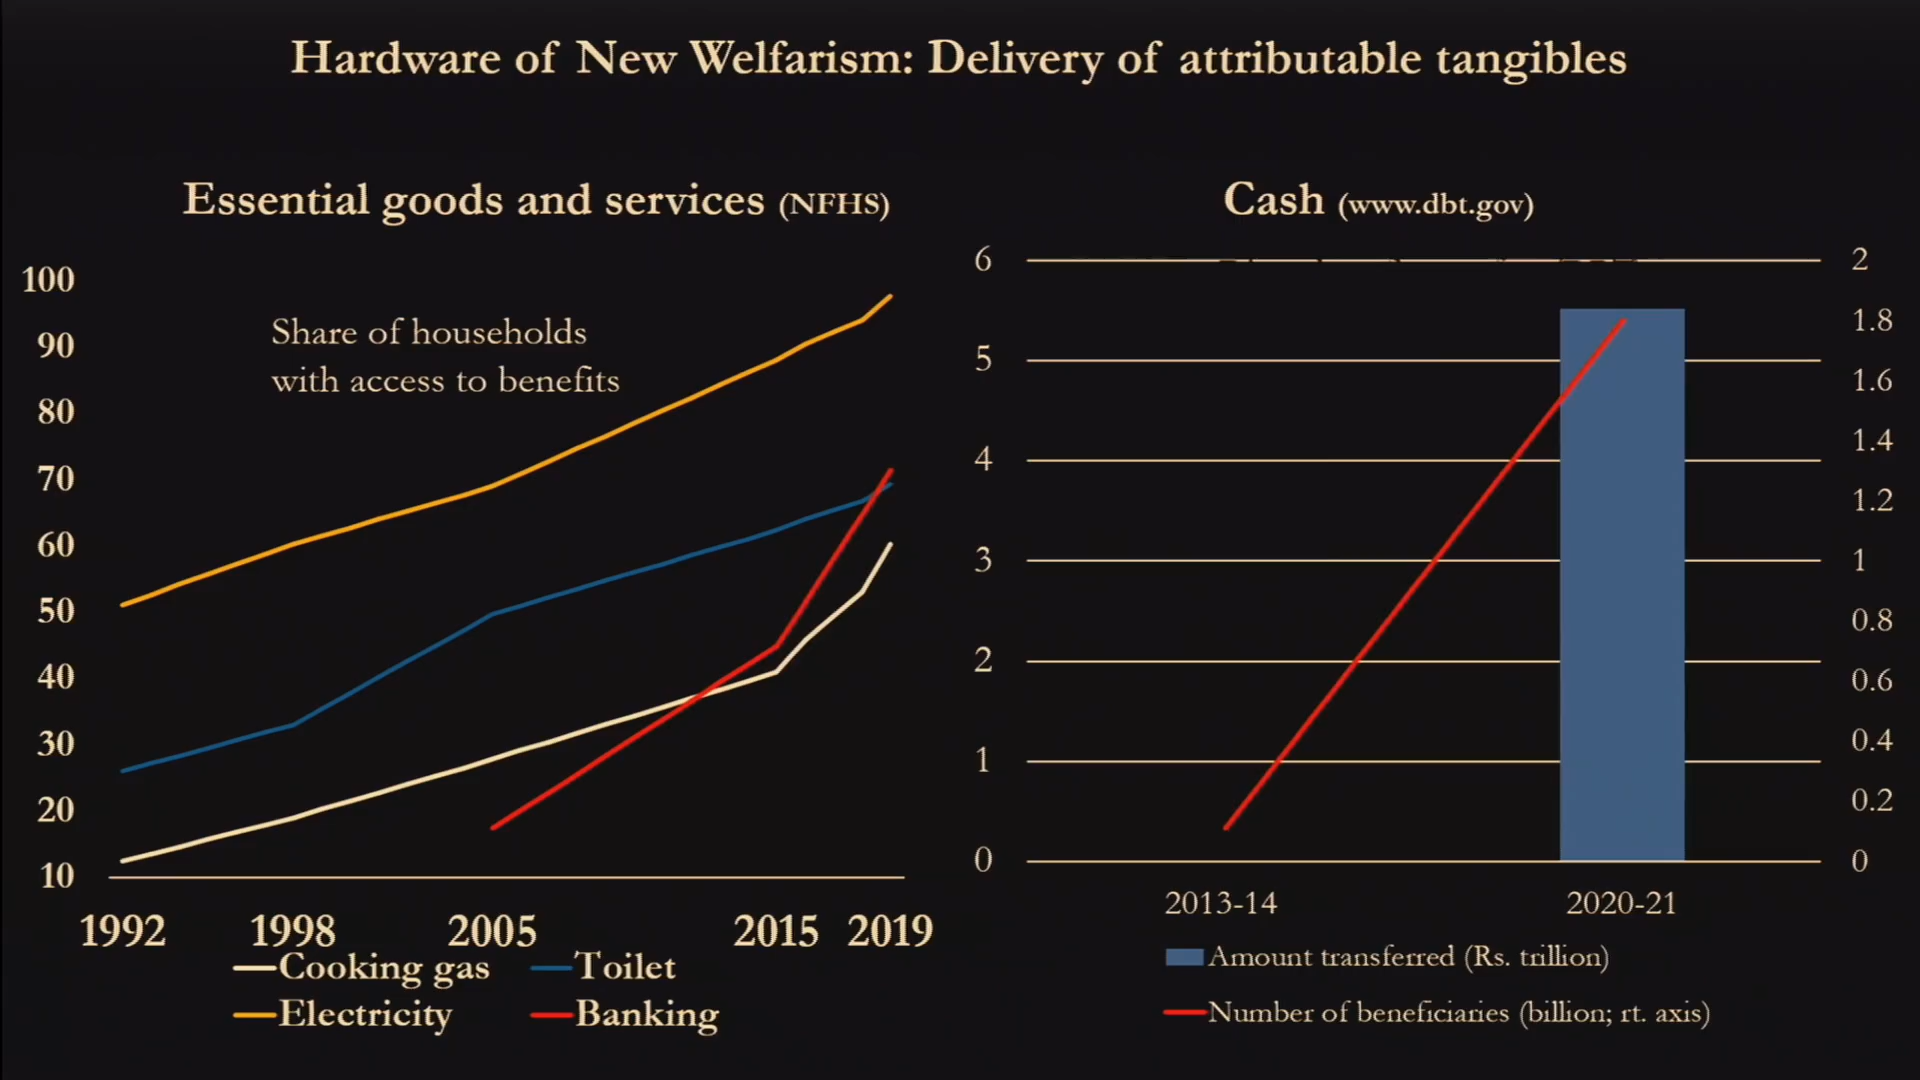 Hardware of New Welfarism: Delivery of attributable tangibles
Essential goods and services (NFHS)
100
90
80
70
60
50
40
30
20
10
Share of households
with access to benefits
1992 1998 2005 2015 2019
Cooking gas Toilet
Electricity Banking
Cash (www.dbt.gov)
6
5
4
3
2
1
0
2
1.8
1.6
1.4
1.2
1
0.8
0.6
0.4
0.2
0
2013-14 2020-21
Amount transferred (Rs. trillion)
Number of beneficiaries (billion; rt. axis)